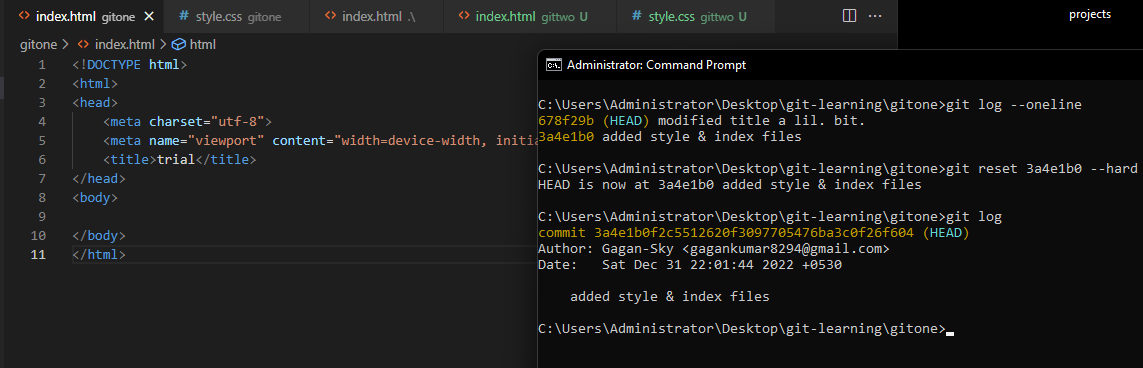 index.html gitone
style.css gitone
index.html .\
index.html gittwo U
style.css gittwo U
projects
gitone > index.html > html
1 <!DOCTYPE html>
2 <html>
3 <head>
4 <meta charset="utf-8">
5 <meta name="viewport" content="width=device-width, initia
6 <title>trial</title>
7 </head>
8 <body>
9
10 </body>
11 </html>
Administrator: Command Prompt
C:\Users\Administrator\Desktop\git-learning\gitone>git log --oneline
678f29b (HEAD) modified title a lil. bit.
3a4e1b0 added style & index files
C:\Users\Administrator\Desktop\git-learning\gitone>git reset 3a4e1b0 --hard
HEAD is now at 3a4e1b0 added style & index files
C:\Users\Administrator\Desktop\git-learning\gitone>git log
commit 3a4e1b0f2c5512620f3097705476ba3c0f26f604 (HEAD)
Author: Gagan-Sky <gagankumar8294@gmail.com>
Date: Sat Dec 31 22:01:44 2022 +0530
added style & index files
C:\Users\Administrator\Desktop\git-learning\gitone>